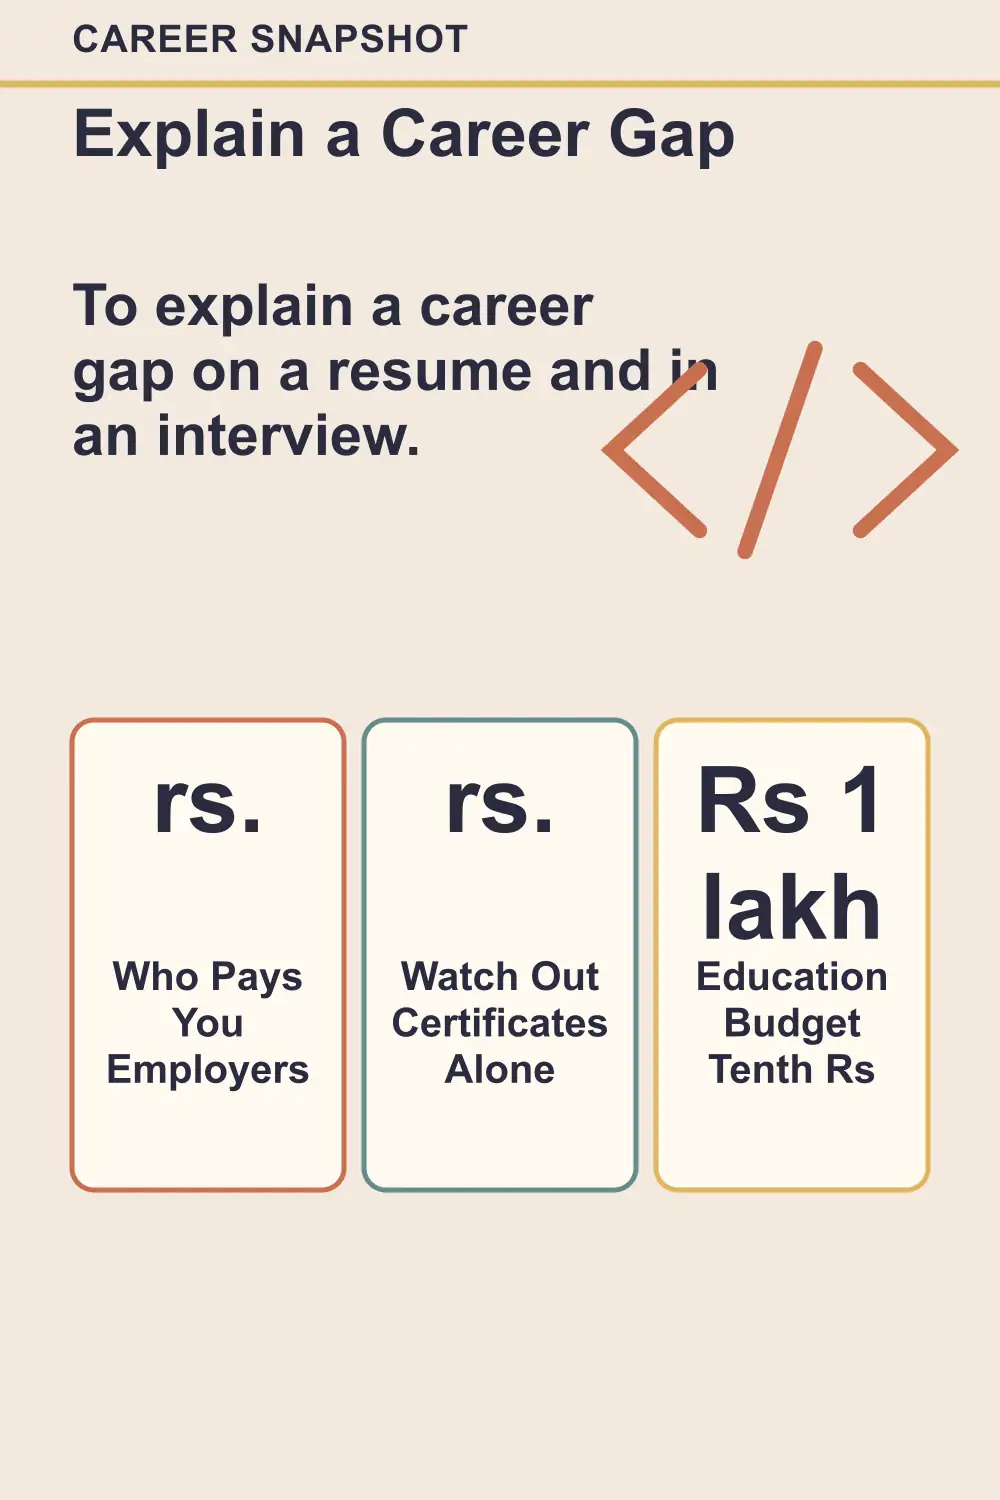 CAREER SNAPSHOT
Explain a Career Gap
To explain a career
gap on a resume and in
an interview.
</>
rs.
Who Pays
You
Employers
rs.
Watch Out
Certificates
Alone
Rs 1
lakh
Education
Budget
Tenth Rs